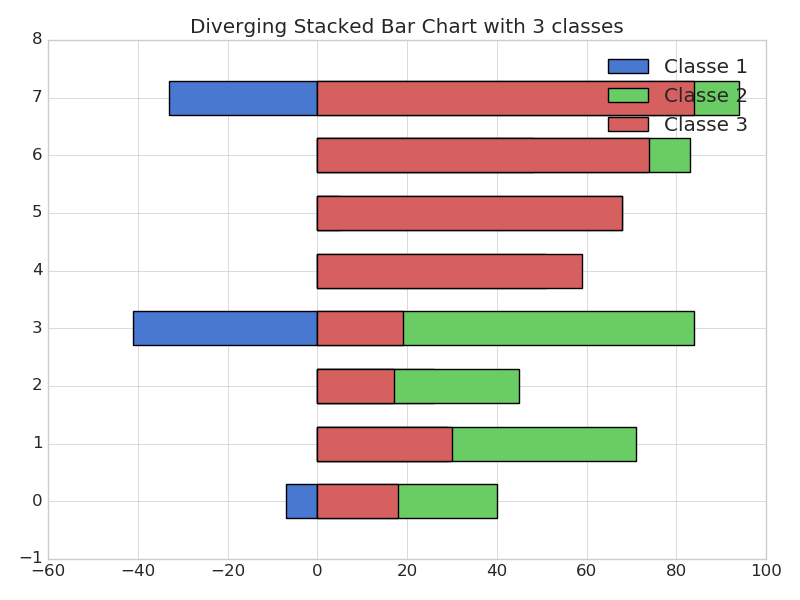 Diverging Stacked Bar Chart with 3 classes
8
7
6
5
4
3
2
1
0
−1
Classe 1
Classe 2
Classe 3
−60 −40 −20 0 20 40 60 80 100